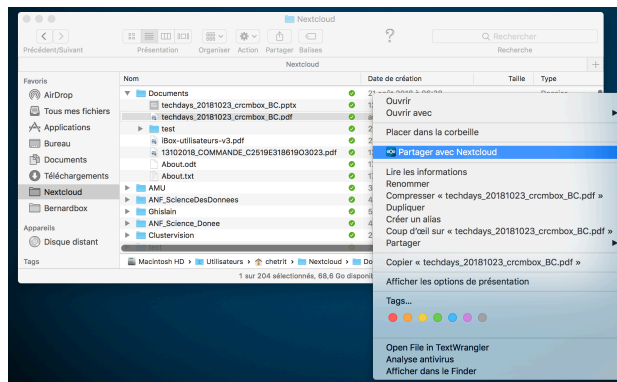 Nextcloud
Précédent/Suivant
Présentation
Organiser
Action
Partager
Balises
?
Rechercher
Recherche
Nextcloud
+
Favoris
AirDrop
Tous mes fichiers
Applications
Bureau
Documents
Téléchargements
Nextcloud
Bernardbox
Appareils
Disque distant
Tags
Nom
Date de création
Taille
Type
Documents
techdays_20181023_crcmbox_BC.pptx
techdays_20181023_crcmbox_BC.pdf
test
iBox-utilisateurs-v3.pdf
13102018_COMMANDE_C2519E318619O3023.pdf
About.odt
About.txt
AMU
ANF_ScienceDesDonnees
Ghislain
ANF_Science_Donee
Clustervision
Macintosh HD › Utilisateurs › chetrit › Nextcloud › Do
1 sur 204 sélectionnés, 68,6 Go disponib
Ouvrir
Ouvrir avec
Placer dans la corbeille
Partager avec Nextcloud
Lire les informations
Renommer
Compresser « techdays_20181023_crcmbox_BC.pdf »
Dupliquer
Créer un alias
Coup d'œil sur « techdays_20181023_crcmbox_BC.pdf »
Partager
Copier « techdays_20181023_crcmbox_BC.pdf »
Afficher les options de présentation
Tags...
Open File in TextWrangler
Analyse antivirus
Afficher dans le Finder